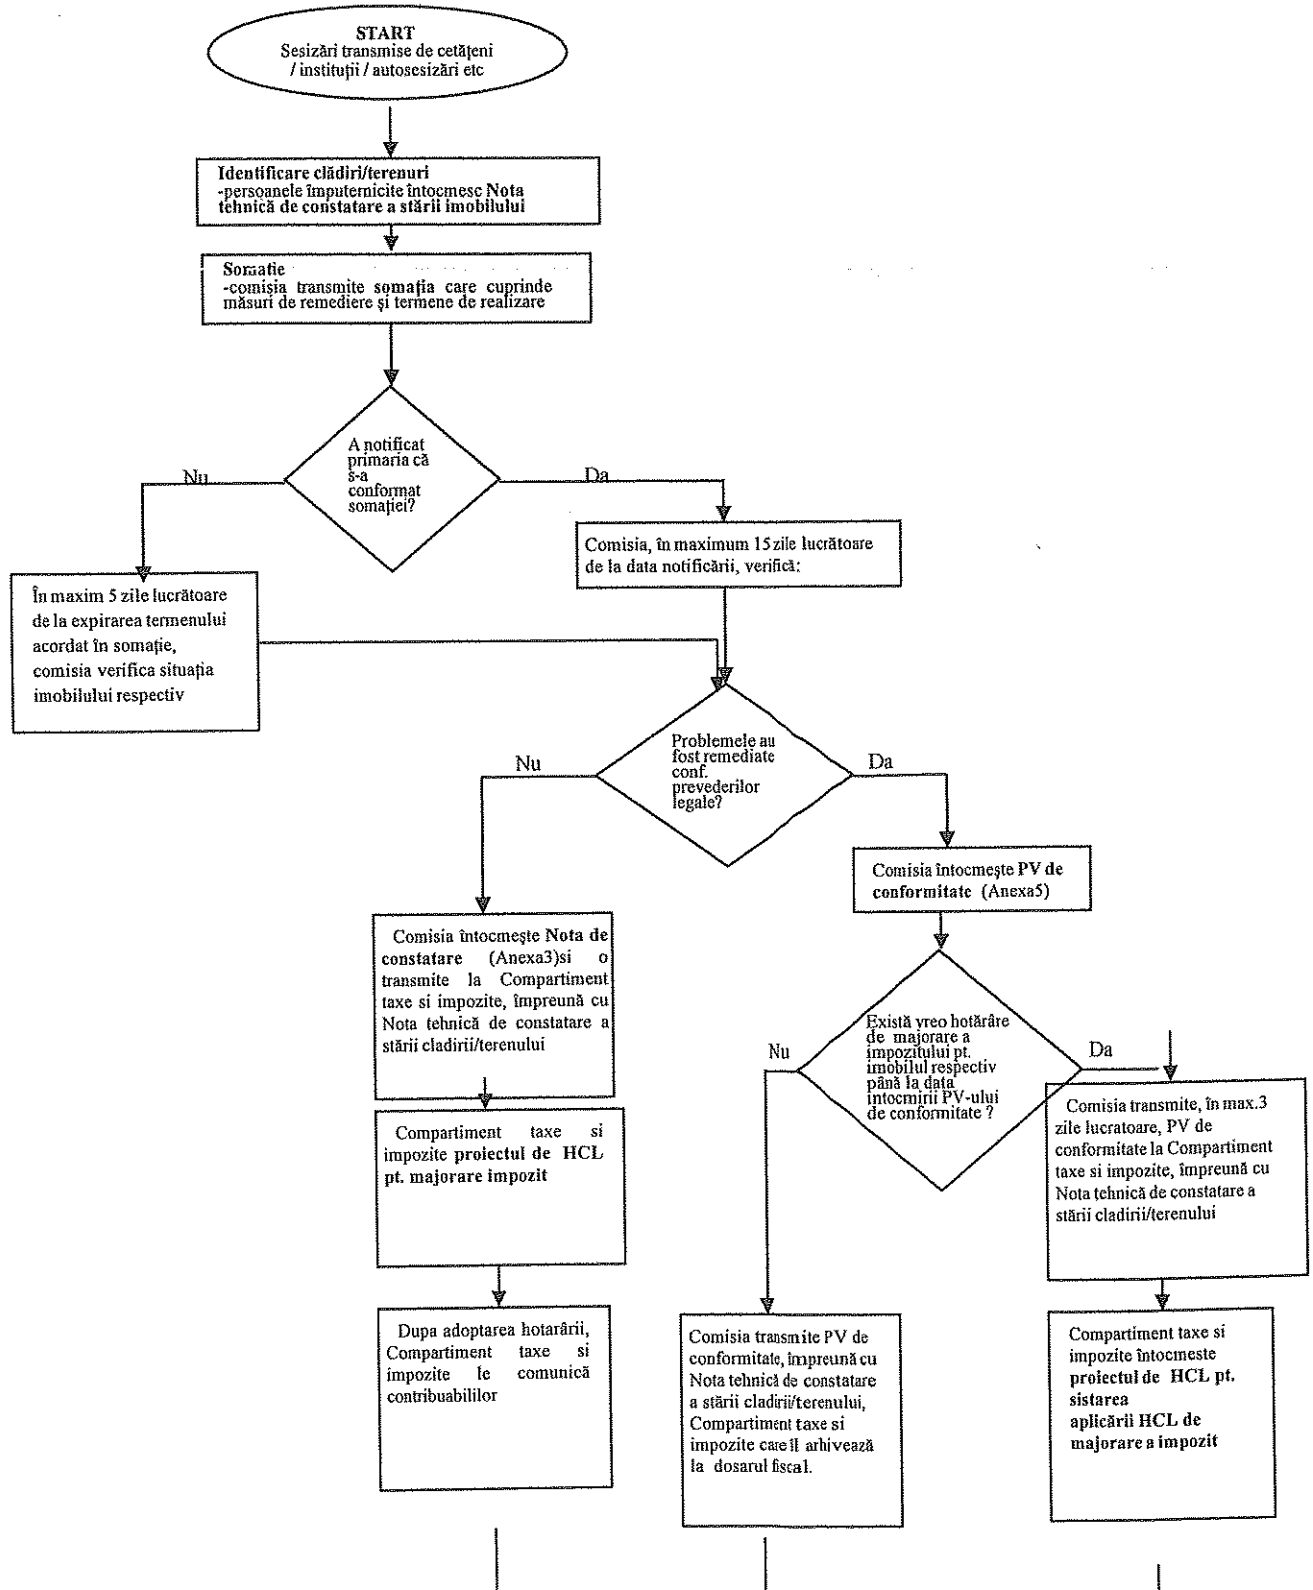 START
Sesizări transmise de cetăţeni
/ instituţii / autosesizări etc
Identificare clădiri/terenuri
-persoanele împuternicite întocmesc Nota
tehnică de constatare a stării imobilului
Somatie
-comisia transmite somaţia care cuprinde
măsuri de remediere şi termene de realizare
A notificat
primaria că
s-a
conformat
somaţiei?
Nu
Da
Comisia, în maximum 15 zile lucrătoare
de la data notificării, verifică:
În maxim 5 zile lucrătoare
de la expirarea termenului
acordat în somaţie,
comisia verifica situaţia
imobilului respectiv
Problemele au
fost remediate
conf.
prevederilor
legale?
Nu
Da
Comisia întocmeşte PV de
conformitate (Anexa5)
Comisia întocmeşte Nota de
constatare (Anexa3)si o
transmite la Compartiment
taxe si impozite, împreună cu
Nota tehnică de constatare a
stării cladirii/terenului
Există vreo hotărâre
de majorare a
impozitului pt.
imobilul respectiv
până la data
intocmirii PV-ului
de conformitate ?
Nu
Da
Comisia transmite, în max.3
zile lucratoare, PV de
conformitate la Compartiment
taxe si impozite, împreună cu
Nota tehnică de constatare a
stării cladirii/terenului
Compartiment taxe si
impozite proiectul de HCL
pt. majorare impozit
Dupa adoptarea hotarârii,
Compartiment taxe si
impozite le comunică
contribuabililor
Comisia transmite PV de
conformitate, împreună cu
Nota tehnică de constatare
a stării cladirii/terenului,
Compartiment taxe si
impozite care îl arhivează
la dosarul fiscal.
Compartiment taxe si
impozite întocmeste
proiectul de HCL pt.
sistarea
aplicării HCL de
majorare a impozit